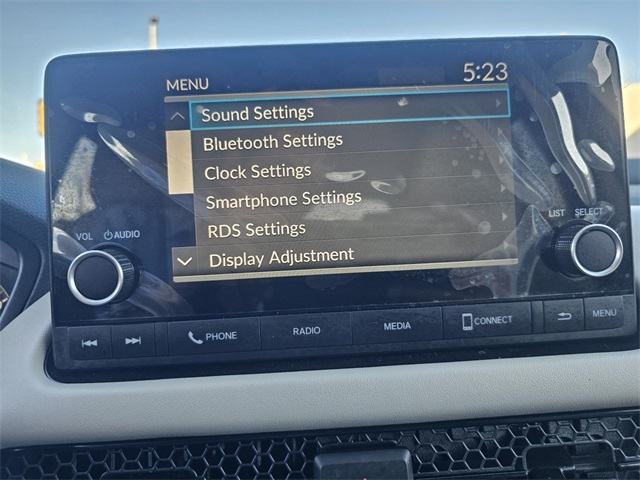 MENU 5:23
Sound Settings
Bluetooth Settings
Clock Settings
Smartphone Settings
RDS Settings
Display Adjustment
VOL AUDIO
LIST SELECT
PHONE RADIO MEDIA CONNECT MENU